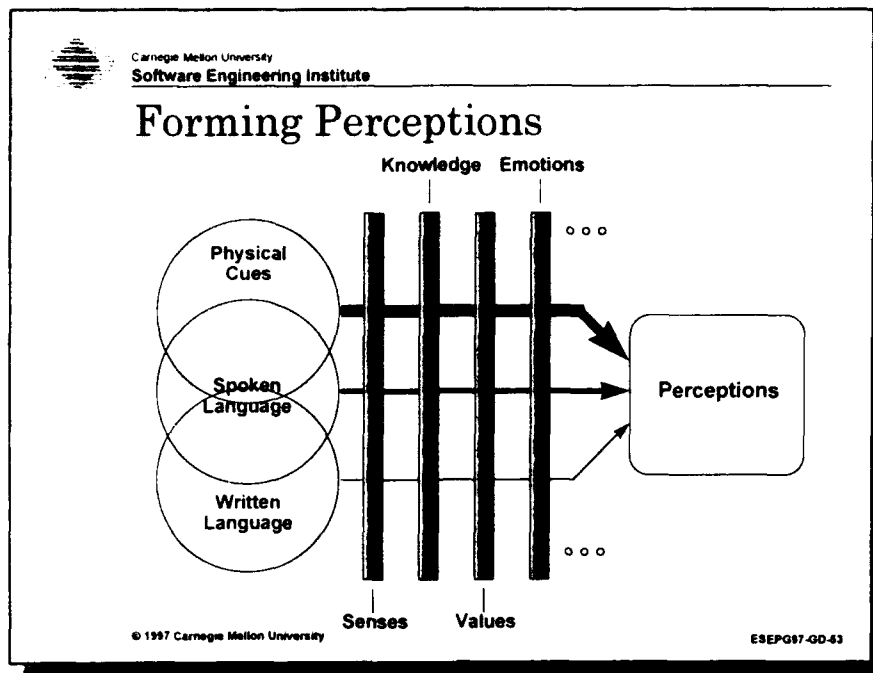 Carnegie Mellon University
Software Engineering Institute
Forming Perceptions
Knowledge Emotions
Physical
Cues
Spoken
Language
Written
Language
Perceptions
Senses Values
© 1997 Carnegie Mellon University
ESEPG97-GD-53